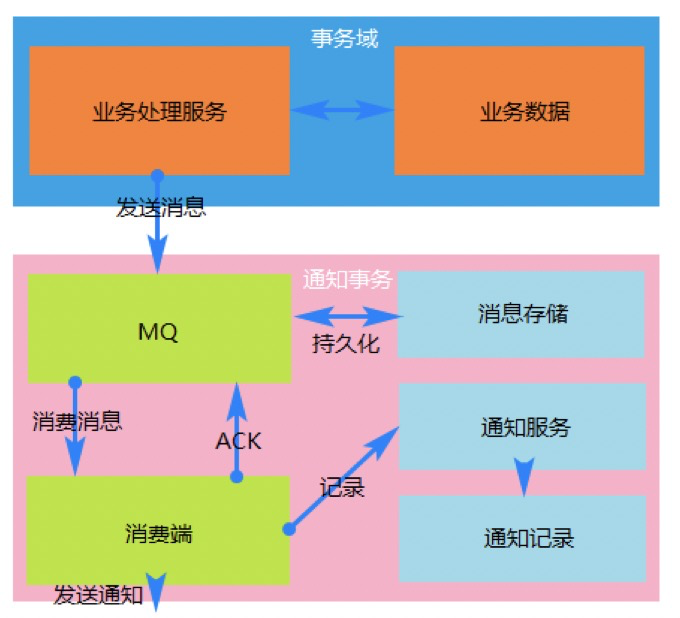 事务域
业务处理服务
业务数据
发送消息
通知事务
MQ
消息存储
持久化
消费消息
ACK
通知服务
记录
消费端
通知记录
发送通知